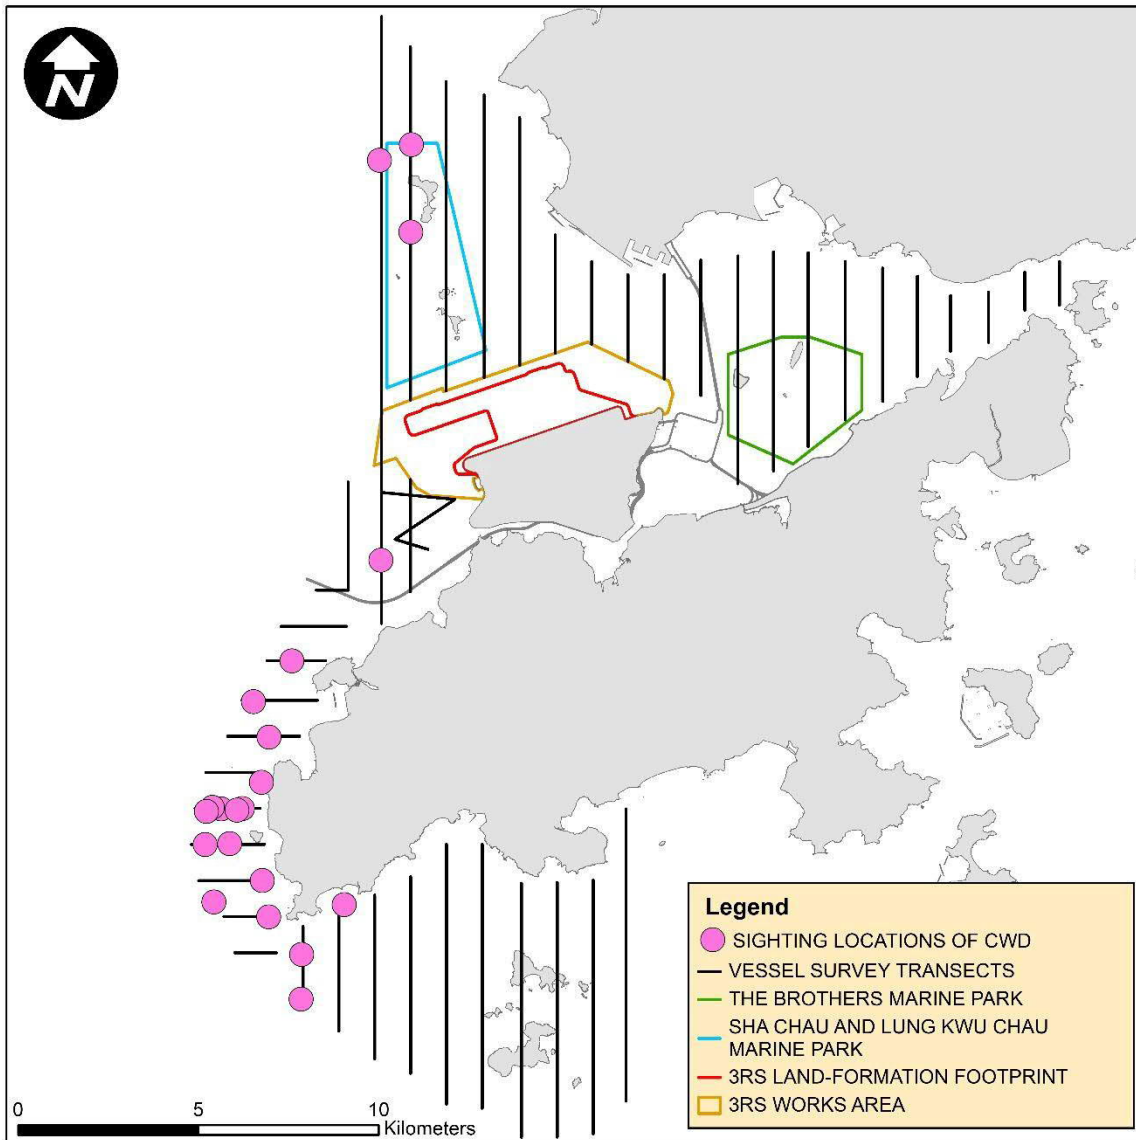 N
Legend
SIGHTING LOCATIONS OF CWD
VESSEL SURVEY TRANSECTS
THE BROTHERS MARINE PARK
SHA CHAU AND LUNG KWU CHAU
MARINE PARK
3RS LAND-FORMATION FOOTPRINT
3RS WORKS AREA
0 5 10
Kilometers